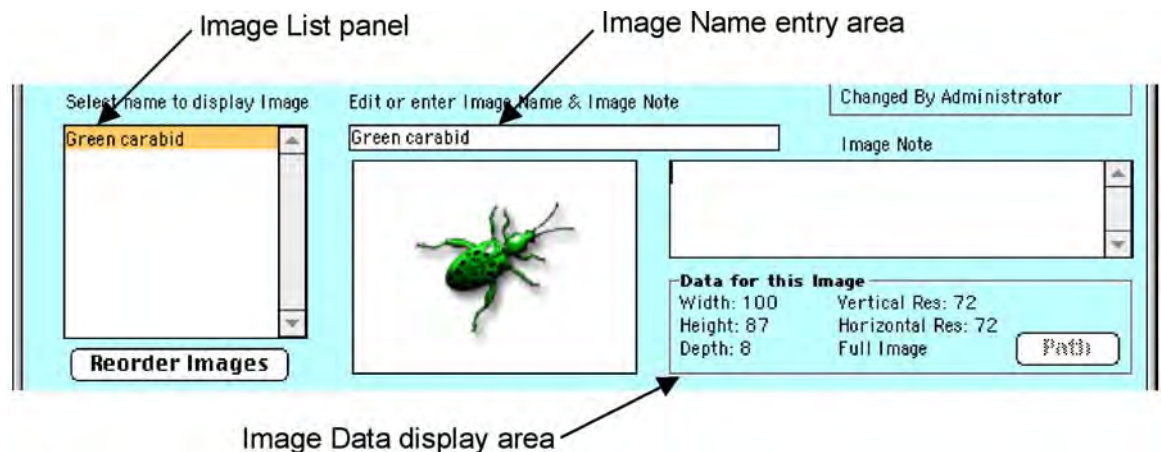 Image List panel
Image Name entry area
Select name to display Image
Edit or enter Image Name & Image Note
Changed By Administrator
Green carabid
Green carabid
Image Note
Data for this Image
Width: 100
Vertical Res: 72
Height: 87
Horizontal Res: 72
Depth: 8
Full Image
Path
Reorder Images
Image Data display area